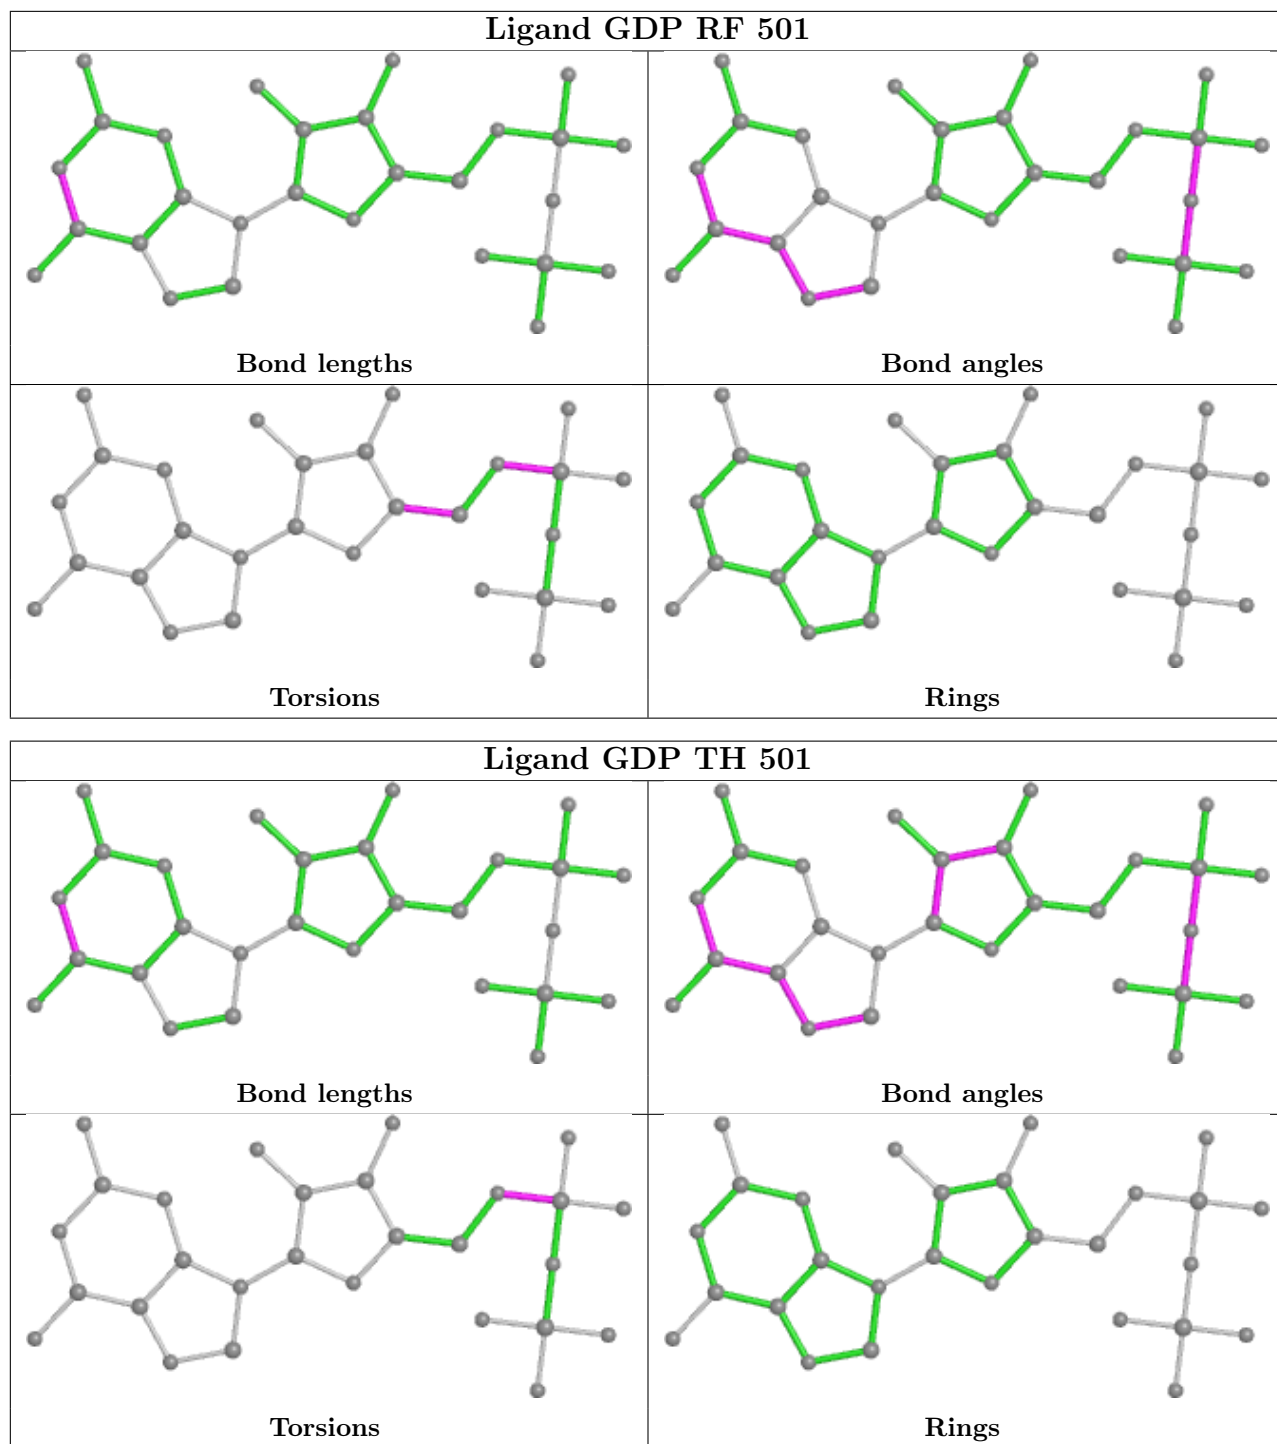 Ligand GDP RF 501
Bond lengths
Bond angles
Torsions
Rings
Ligand GDP TH 501
Bond lengths
Bond angles
Torsions
Rings